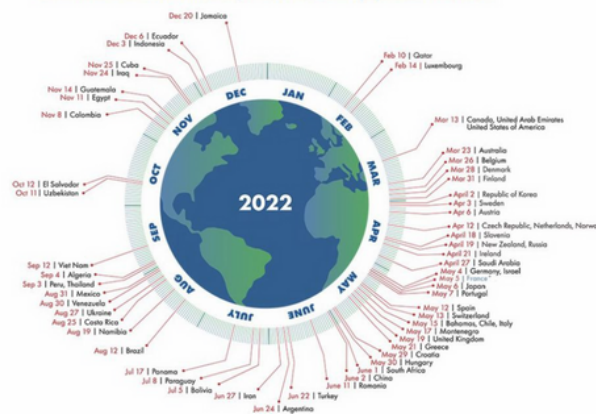 Dec 20 | Jamaica
Dec 6 | Ecuador
Dec 3 | Indonesia
Nov 25 | Cuba
Nov 24 | Iraq
Nov 14 | Guatemala
Nov 11 | Egypt
Nov 8 | Colombia
Oct 12 | El Salvador
Oct 11 | Uzbekistan
Sep 12 | Viet Nam
Sep 4 | Algeria
Sep 3 | Peru, Thailand
Aug 31 | Mexico
Aug 30 | Venezuela
Aug 27 | Ukraine
Aug 25 | Costa Rica
Aug 19 | Namibia
Aug 12 | Brazil
Jul 17 | Panama
Jul 8 | Paraguay
Jul 5 | Bolivia
Jun 27 | Iran
Jun 24 | Argentina
Jun 22 | Turkey
DEC
JAN
NOV
FEB
OCT
MAR
2022
SEP
APR
AUG
MAY
JULY
JUNE
Feb 10 | Qatar
Feb 14 | Luxembourg
Mar 13 | Canada, United Arab Emirates
United States of America
Mar 23 | Australia
Mar 26 | Belgium
Mar 28 | Denmark
Mar 31 | Finland
April 2 | Republic of Korea
Apr 3 | Sweden
Apr 6 | Austria
Apr 12 | Czech Republic, Netherlands, Norw
April 18 | Slovenia
April 19 | New Zealand, Russia
April 21 | Ireland
April 27 | Saudi Arabia
May 4 | Germany, Israel
May 5 | France
May 6 | Japan
May 7 | Portugal
May 12 | Spain
May 13 | Switzerland
May 15 | Bahamas, Chile, Italy
May 17 | Montenegro
May 19 | United Kingdom
May 21 | Greece
May 29 | Croatia
May 30 | Hungary
June 1 | South Africa
June 2 | China
June 11 | Romania